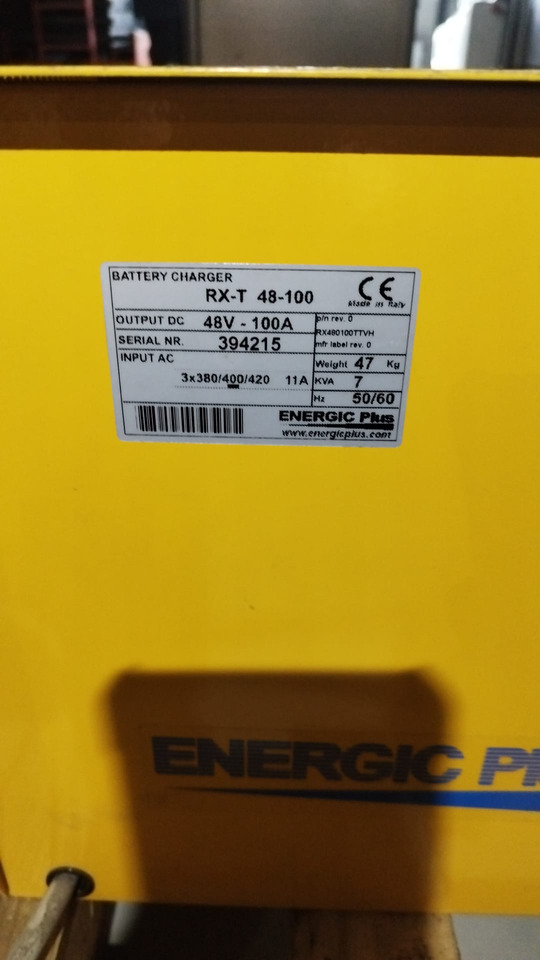 BATTERY CHARGER
RX-T 48-100
CE
Made in Italy
OUTPUT DC 48V - 100A
p/n rev. 0
RX480100TTVH
SERIAL NR. 394215
mfr label rev. 0
INPUT AC
Weight 47 Kg
3x380/400/420 11A
KVA 7
Hz 50/60
ENERGIC Plus
www.energicplus.com
ENERGIC Pl